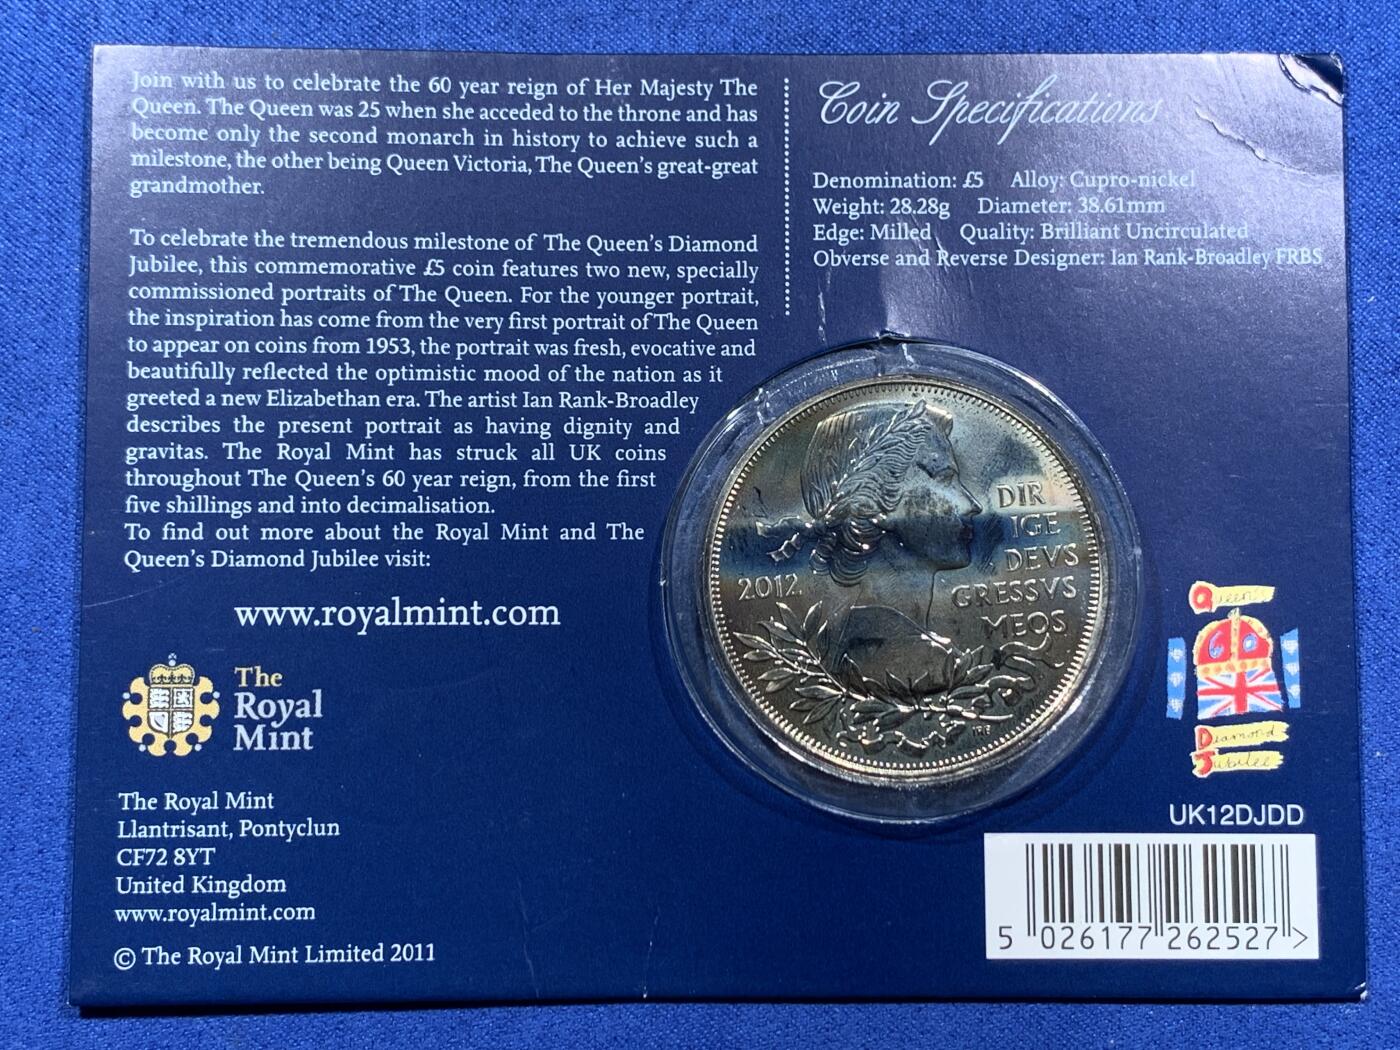 Join with us to celebrate the 60 year reign of Her Majesty The
Queen. The Queen was 25 when she acceded to the throne and has
become only the second monarch in history to achieve such a
milestone, the other being Queen Victoria, The Queen's great-great
grandmother.
To celebrate the tremendous milestone of The Queen's Diamond
Jubilee, this commemorative £5 coin features two new, specially
commissioned portraits of The Queen. For the younger portrait,
the inspiration has come from the very first portrait of The Queen
to appear on coins from 1953, the portrait was fresh, evocative and
beautifully reflected the optimistic mood of the nation as it
greeted a new Elizabethan era. The artist Ian Rank-Broadley
describes the present portrait as having dignity and
gravitas. The Royal Mint has struck all UK coins
throughout The Queen's 60 year reign, from the first
five shillings and into decimalisation.
To find out more about the Royal Mint and The
Queen's Diamond Jubilee visit:
www.royalmint.com
The
Royal
Mint
The Royal Mint
Llantrisant, Pontyclun
CF72 8YT
United Kingdom
www.royalmint.com
© The Royal Mint Limited 2011
Coin Specifications
Denomination: £5 Alloy: Cupro-nickel
Weight: 28.28g Diameter: 38.61mm
Edge: Milled Quality: Brilliant Uncirculated
Obverse and Reverse Designer: Ian Rank-Broadley FRBS
DIR
IGE
DEVS
GRESSVS
MEOS
2012
IRB
Queen's
60
Diamond
Jubilee
UK12DJDD
5 026177 262527 >